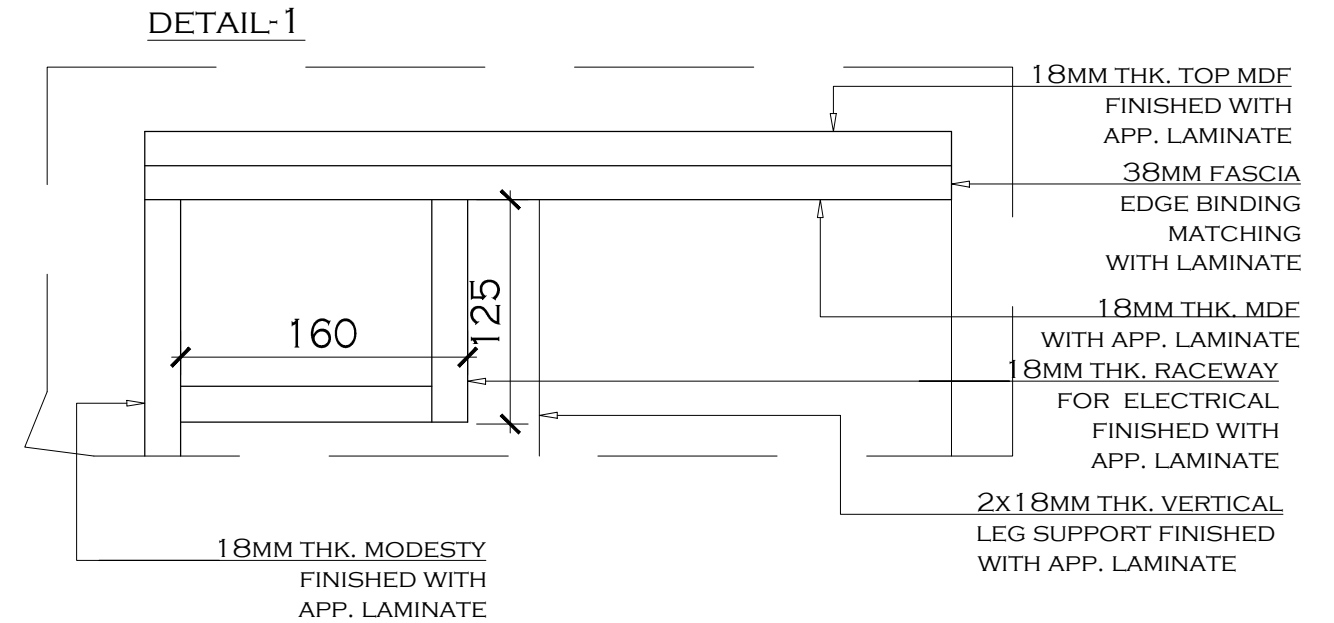 DETAIL-1
18MM THK. TOP MDF
FINISHED WITH
APP. LAMINATE
38MM FASCIA
EDGE BINDING
MATCHING
WITH LAMINATE
18MM THK. MDF
WITH APP. LAMINATE
18MM THK. RACEWAY
FOR ELECTRICAL
FINISHED WITH
APP. LAMINATE
2X18MM THK. VERTICAL
LEG SUPPORT FINISHED
WITH APP. LAMINATE
160
125
18MM THK. MODESTY
FINISHED WITH
APP. LAMINATE